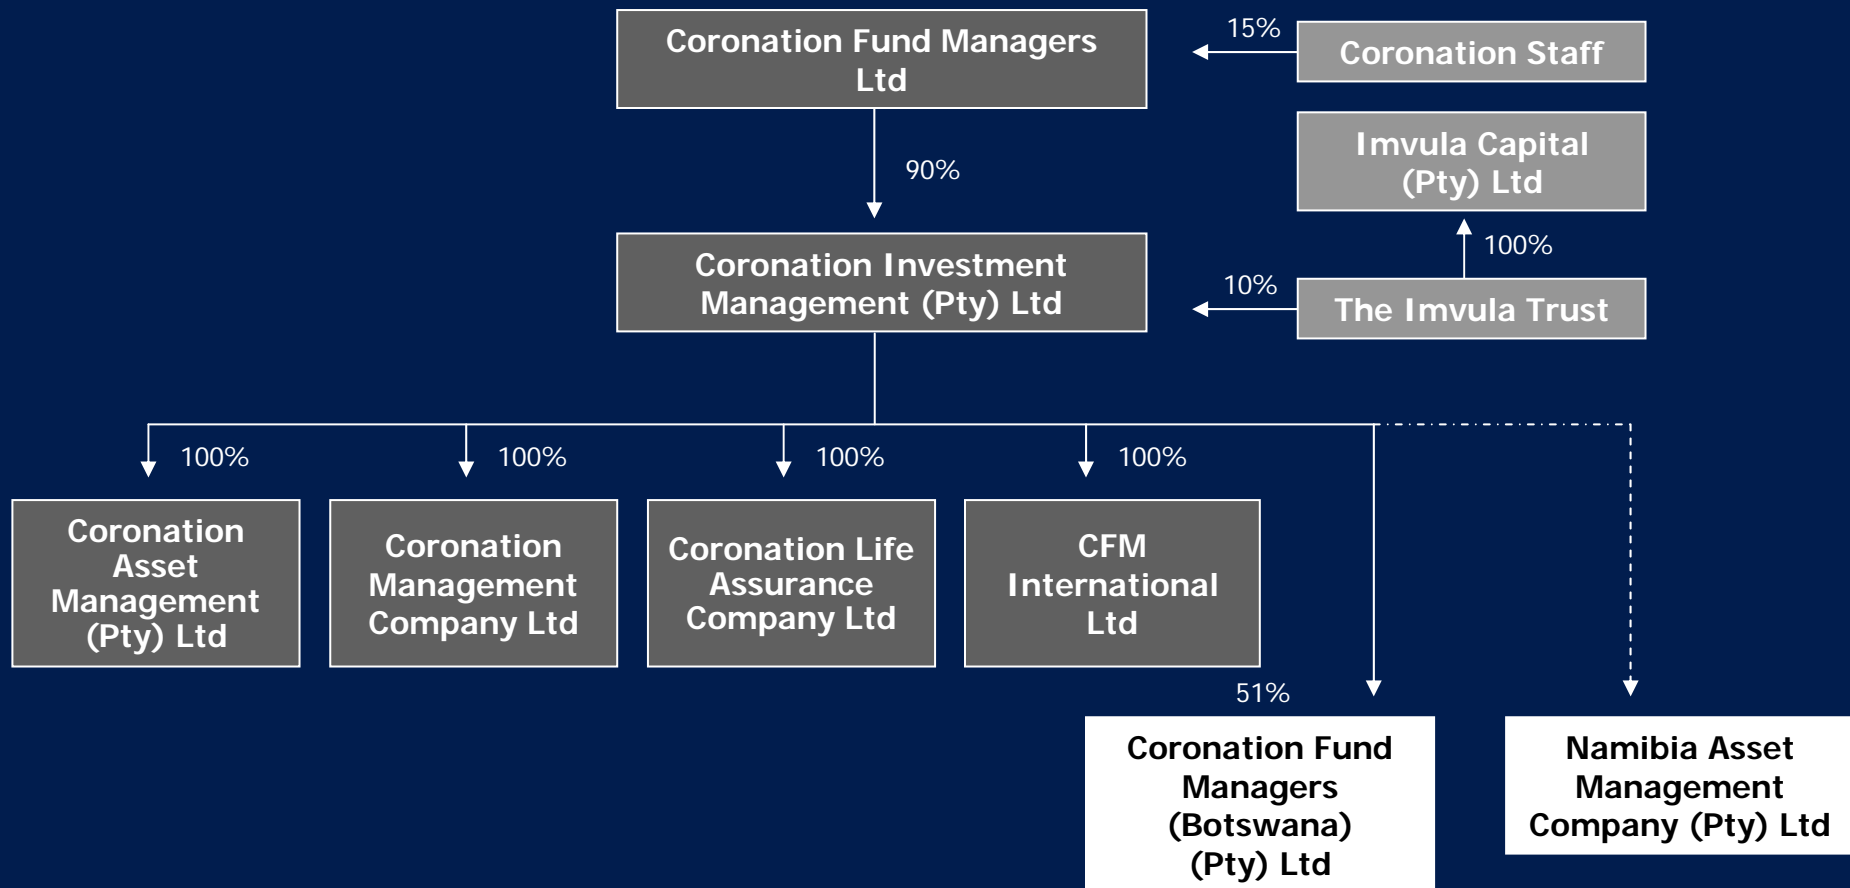 Coronation Fund Managers
Ltd
15%
Coronation Staff
Imvula Capital
(Pty) Ltd
90%
100%
Coronation Investment
Management (Pty) Ltd
10%
The Imvula Trust
100%
100%
100%
100%
Coronation
Asset
Management
(Pty) Ltd
Coronation
Management
Company Ltd
Coronation Life
Assurance
Company Ltd
CFM
International
Ltd
51%
Coronation Fund
Managers
(Botswana)
(Pty) Ltd
Namibia Asset
Management
Company (Pty) Ltd